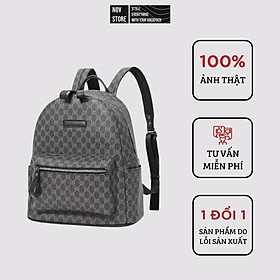 NOV
STORE
STYLE
EVERYTHING
WITH YOUR BACKPACK
100%
ẢNH THẬT
TƯ VẤN
MIỄN PHÍ
1 ĐỔI 1
SẢN PHẨM DO
LỖI SẢN XUẤT